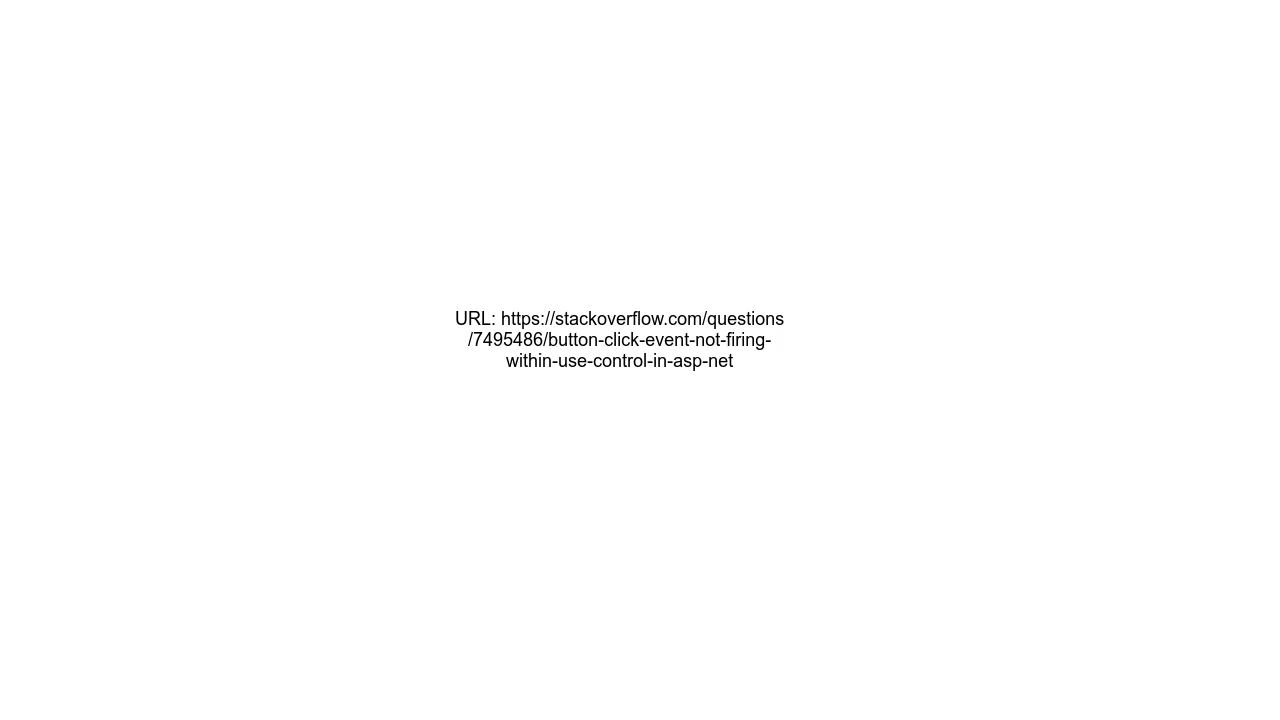 URL: https://stackoverflow.com/questions
/7495486/button-click-event-not-firing-
within-use-control-in-asp-net